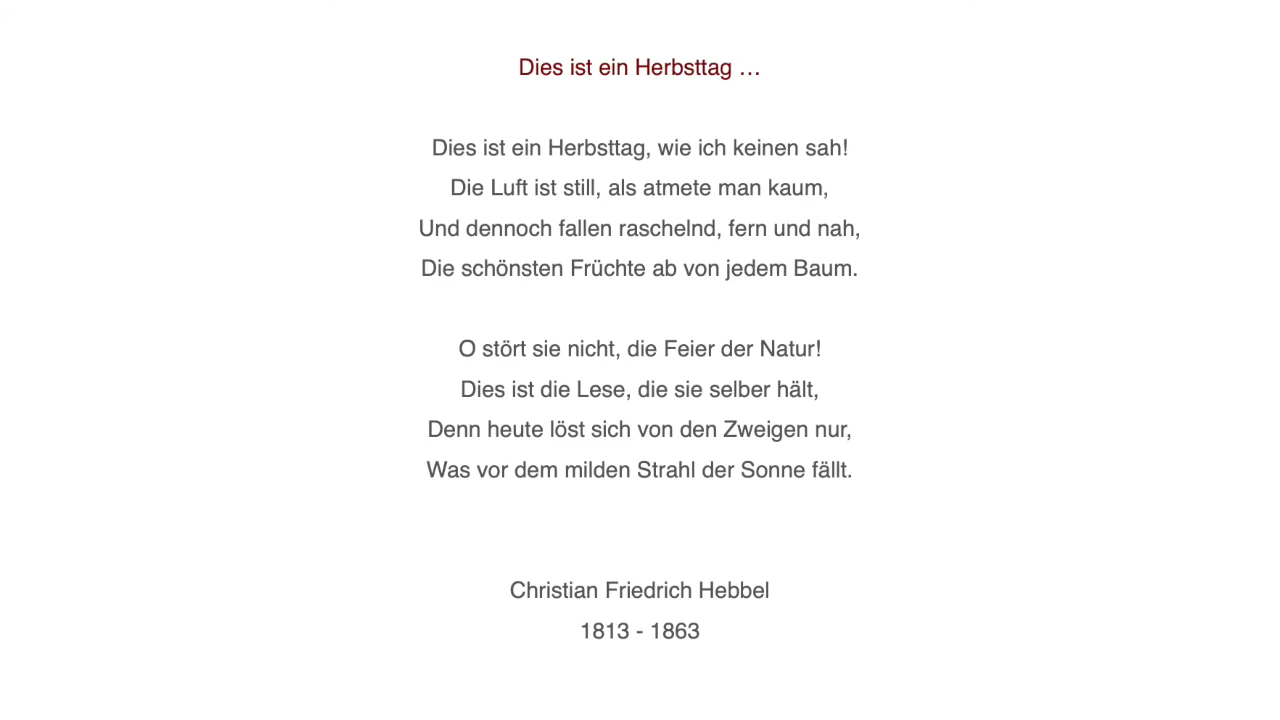 Dies ist ein Herbsttag …
Dies ist ein Herbsttag, wie ich keinen sah!
Die Luft ist still, als atmete man kaum,
Und dennoch fallen raschelnd, fern und nah,
Die schönsten Früchte ab von jedem Baum.
O stört sie nicht, die Feier der Natur!
Dies ist die Lese, die sie selber hält,
Denn heute löst sich von den Zweigen nur,
Was vor dem milden Strahl der Sonne fällt.
Christian Friedrich Hebbel
1813 - 1863